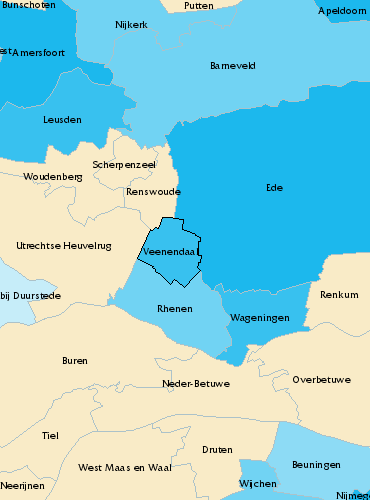 Bunschoten
Putten
Apeldoorn
Nijkerk
est
Amersfoort
Barneveld
Leusden
Scherpenzeel
Woudenberg
Renswoude
Ede
Utrechtse Heuvelrug
Veenendaal
bij Duurstede
Renkum
Rhenen
Wageningen
Buren
Neder-Betuwe
Overbetuwe
Tiel
Druten
West Maas en Waal
Beuningen
Neerijnen
Wijchen
Nijmege